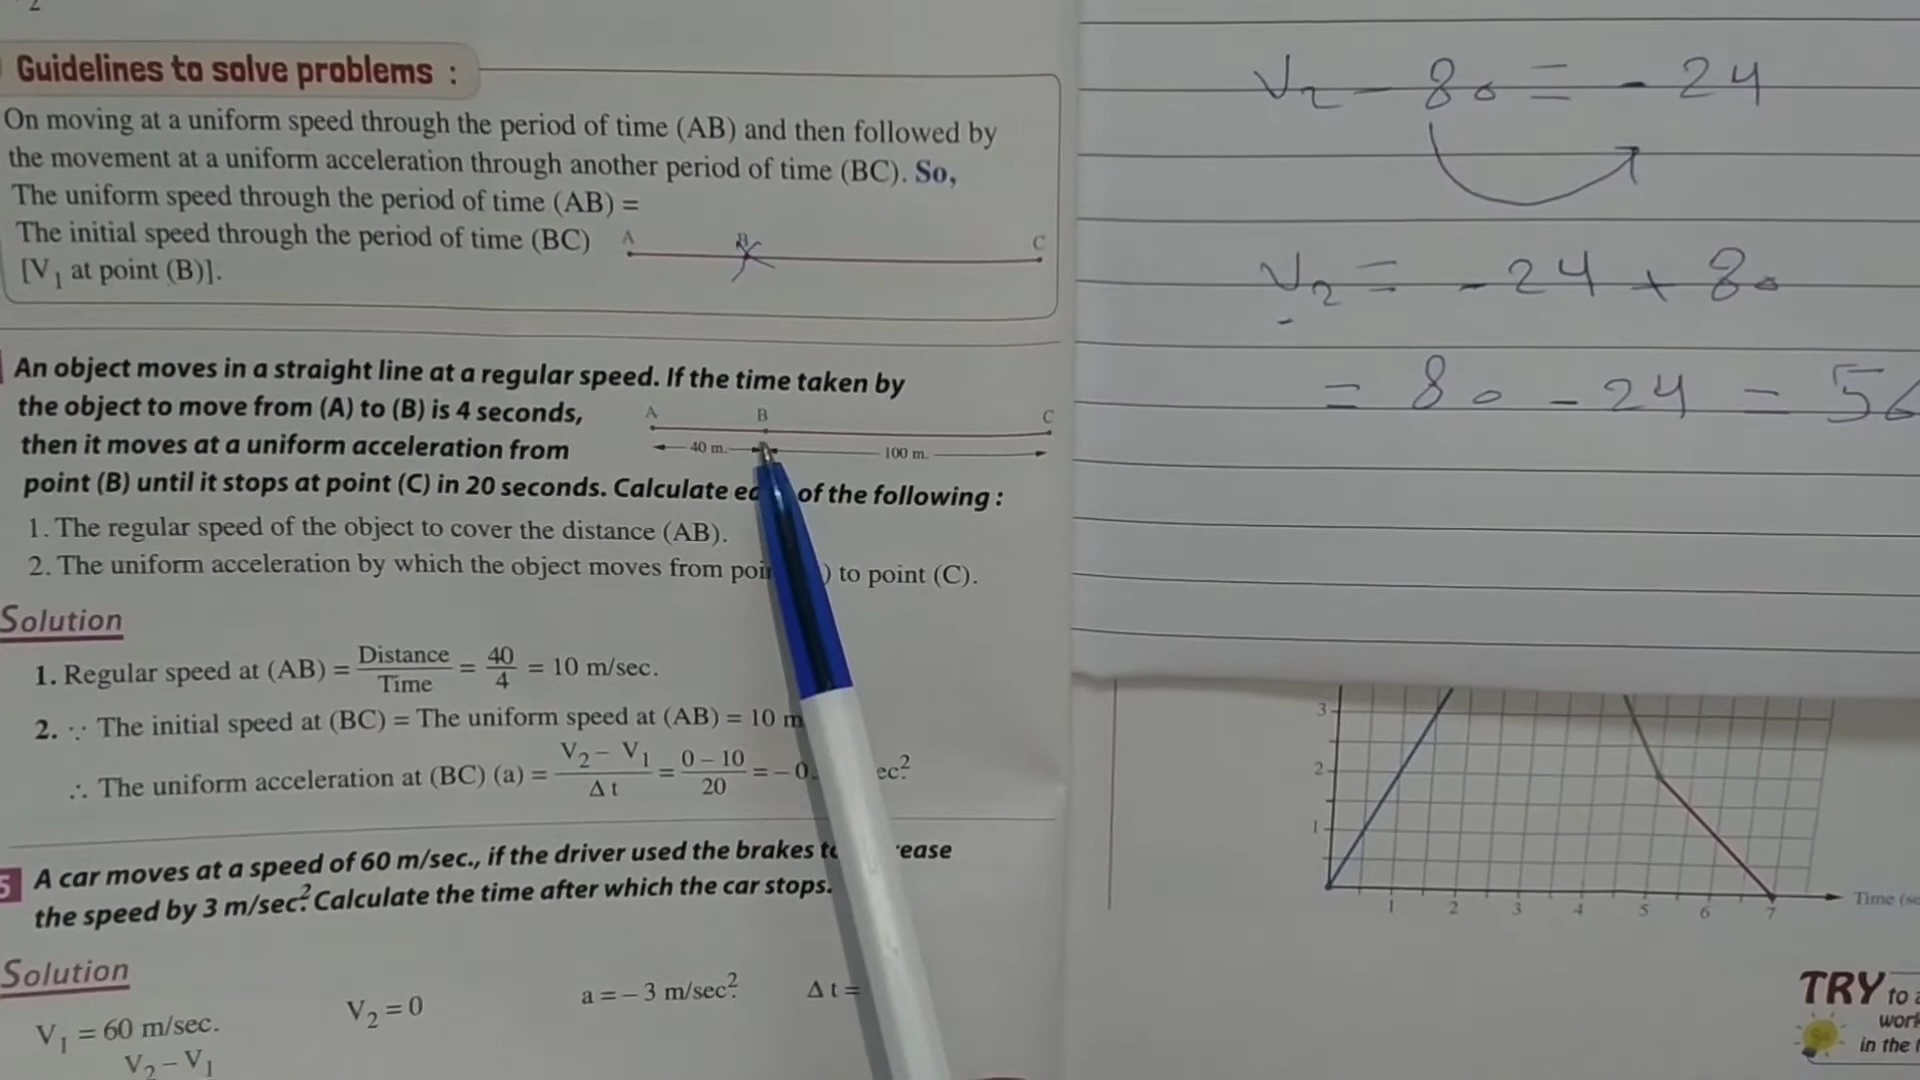 2
Guidelines to solve problems :
On moving at a uniform speed through the period of time (AB) and then followed by
the movement at a uniform acceleration through another period of time (BC). So,
The uniform speed through the period of time (AB) =
The initial speed through the period of time (BC)
[V₁ at point (B)].
A B C
An object moves in a straight line at a regular speed. If the time taken by
the object to move from (A) to (B) is 4 seconds,
then it moves at a uniform acceleration from
point (B) until it stops at point (C) in 20 seconds. Calculate of the following :
A B C
40 m. 100 m.
1. The regular speed of the object to cover the distance (AB).
2. The uniform acceleration by which the object moves from ) to point (C).
Solution
1. Regular speed at (AB) = Distance / Time = 40 / 4 = 10 m/sec.
2. ∵ The initial speed at (BC) = The uniform speed at (AB) = 10 m
∴ The uniform acceleration at (BC) (a) = V₂ – V₁ / Δ t = 0 – 10 / 20 = – 0. ec².
5 A car moves at a speed of 60 m/sec., if the driver used the brakes
the speed by 3 m/sec². Calculate the time after which the car stops.
Solution
V₁ = 60 m/sec. V₂ = 0 a = – 3 m/sec². Δ t =
V₂ – V₁
V₂ – 80 = – 24
V₂ = – 24 + 80
= 80 – 24 = 56
3
2
1
1 2 3 4 5 6 7
Time
TRY to
in the